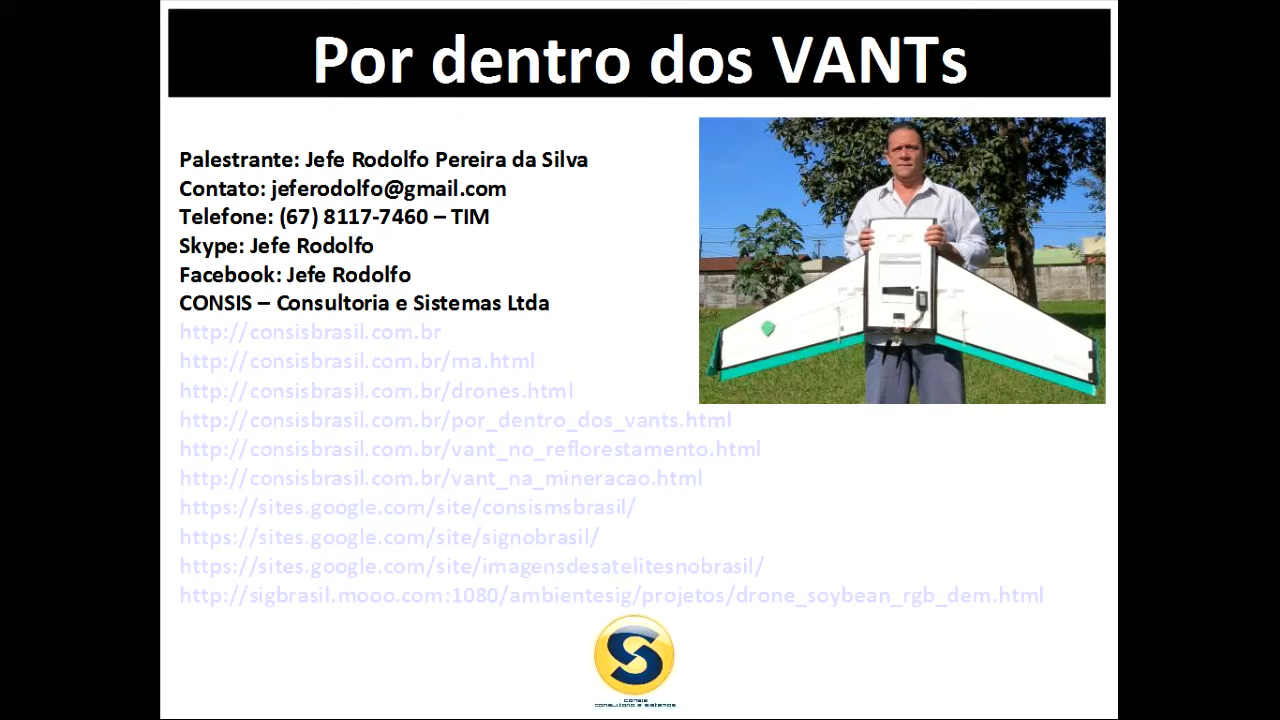 Por dentro dos VANTs
Palestrante: Jefe Rodolfo Pereira da Silva
Contato: jeferodolfo@gmail.com
Telefone: (67) 8117-7460 – TIM
Skype: Jefe Rodolfo
Facebook: Jefe Rodolfo
CONSIS – Consultoria e Sistemas Ltda
http://consisbrasil.com.br
http://consisbrasil.com.br/ma.html
http://consisbrasil.com.br/drones.html
http://consisbrasil.com.br/por_dentro_dos_vants.html
http://consisbrasil.com.br/vant_no_reflorestamento.html
http://consisbrasil.com.br/vant_na_mineracao.html
https://sites.google.com/site/consismsbrasil/
https://sites.google.com/site/signobrasil/
https://sites.google.com/site/imagensdesatelitesnobrasil/
http://sigbrasil.mooo.com:1080/ambientesig/projetos/drone_soybean_rgb_dem.html
S
CONSIS
CONSULTORIA E SISTEMAS